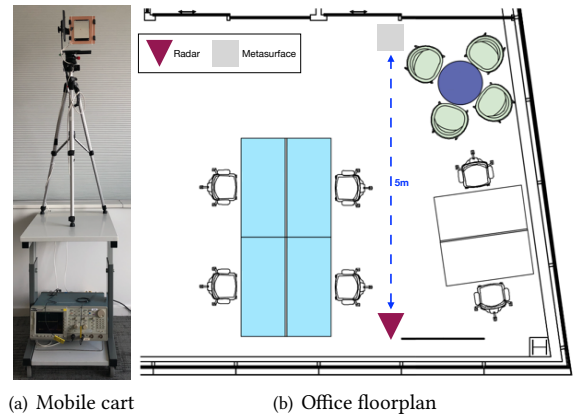 Radar
Metasurface
5m
(a) Mobile cart
(b) Office floorplan